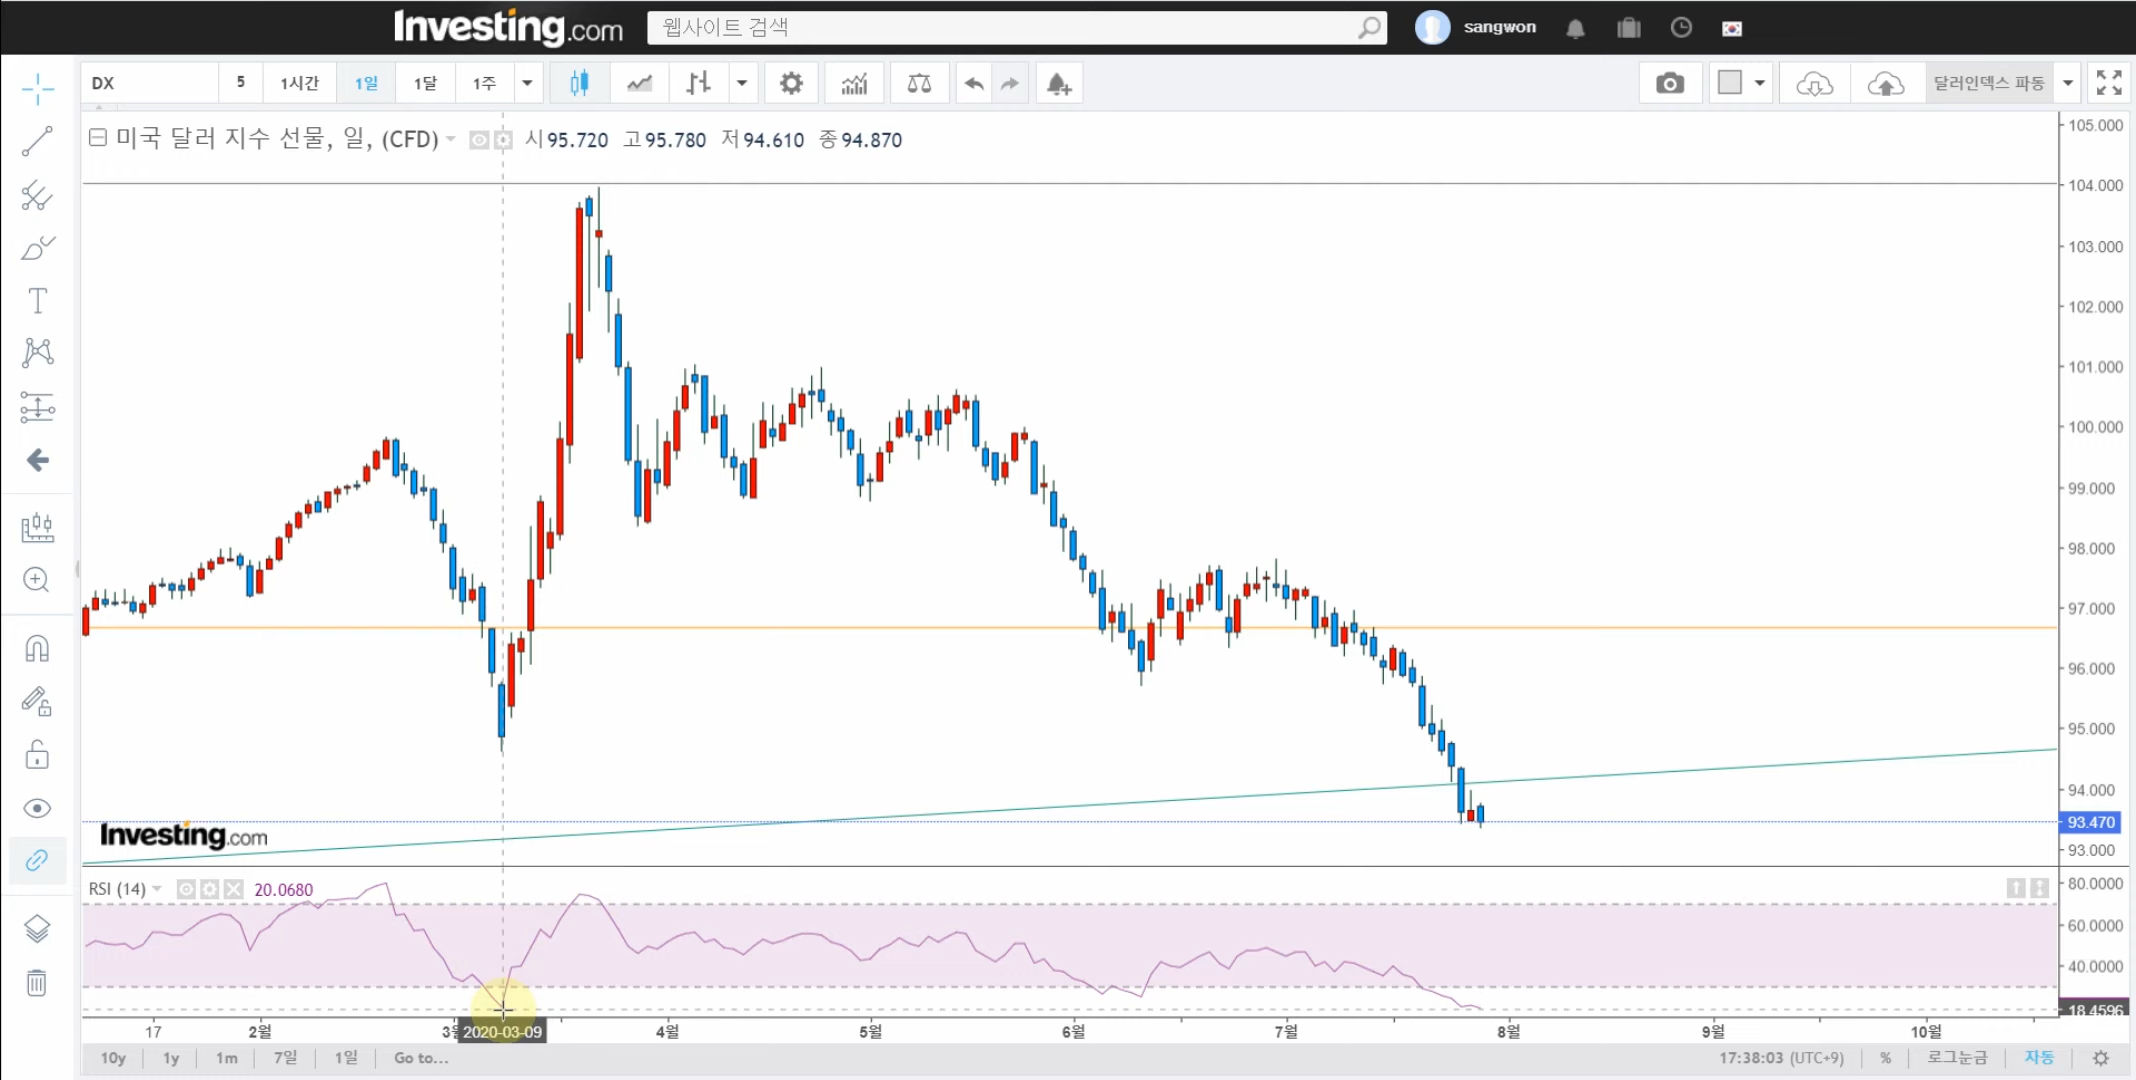 Investing.com 웹사이트 검색 sangwon
DX 5 1시간 1일 1달 1주 달러인덱스 파동
미국 달러 지수 선물, 일, (CFD) 시95.720 고95.780 저94.610 종94.870
105.000
104.000
103.000
102.000
101.000
100.000
99.000
98.000
97.000
96.000
95.000
94.000
93.470
93.000
Investing.com
RSI (14) 20.0680
80.0000
60.0000
40.0000
18.4596
17 2월 2020-03-09 4월 5월 6월 7월 8월 9월 10월
10y 1y 1m 7일 1일 Go to... 17:38:03 (UTC+9) % 로그눈금 자동